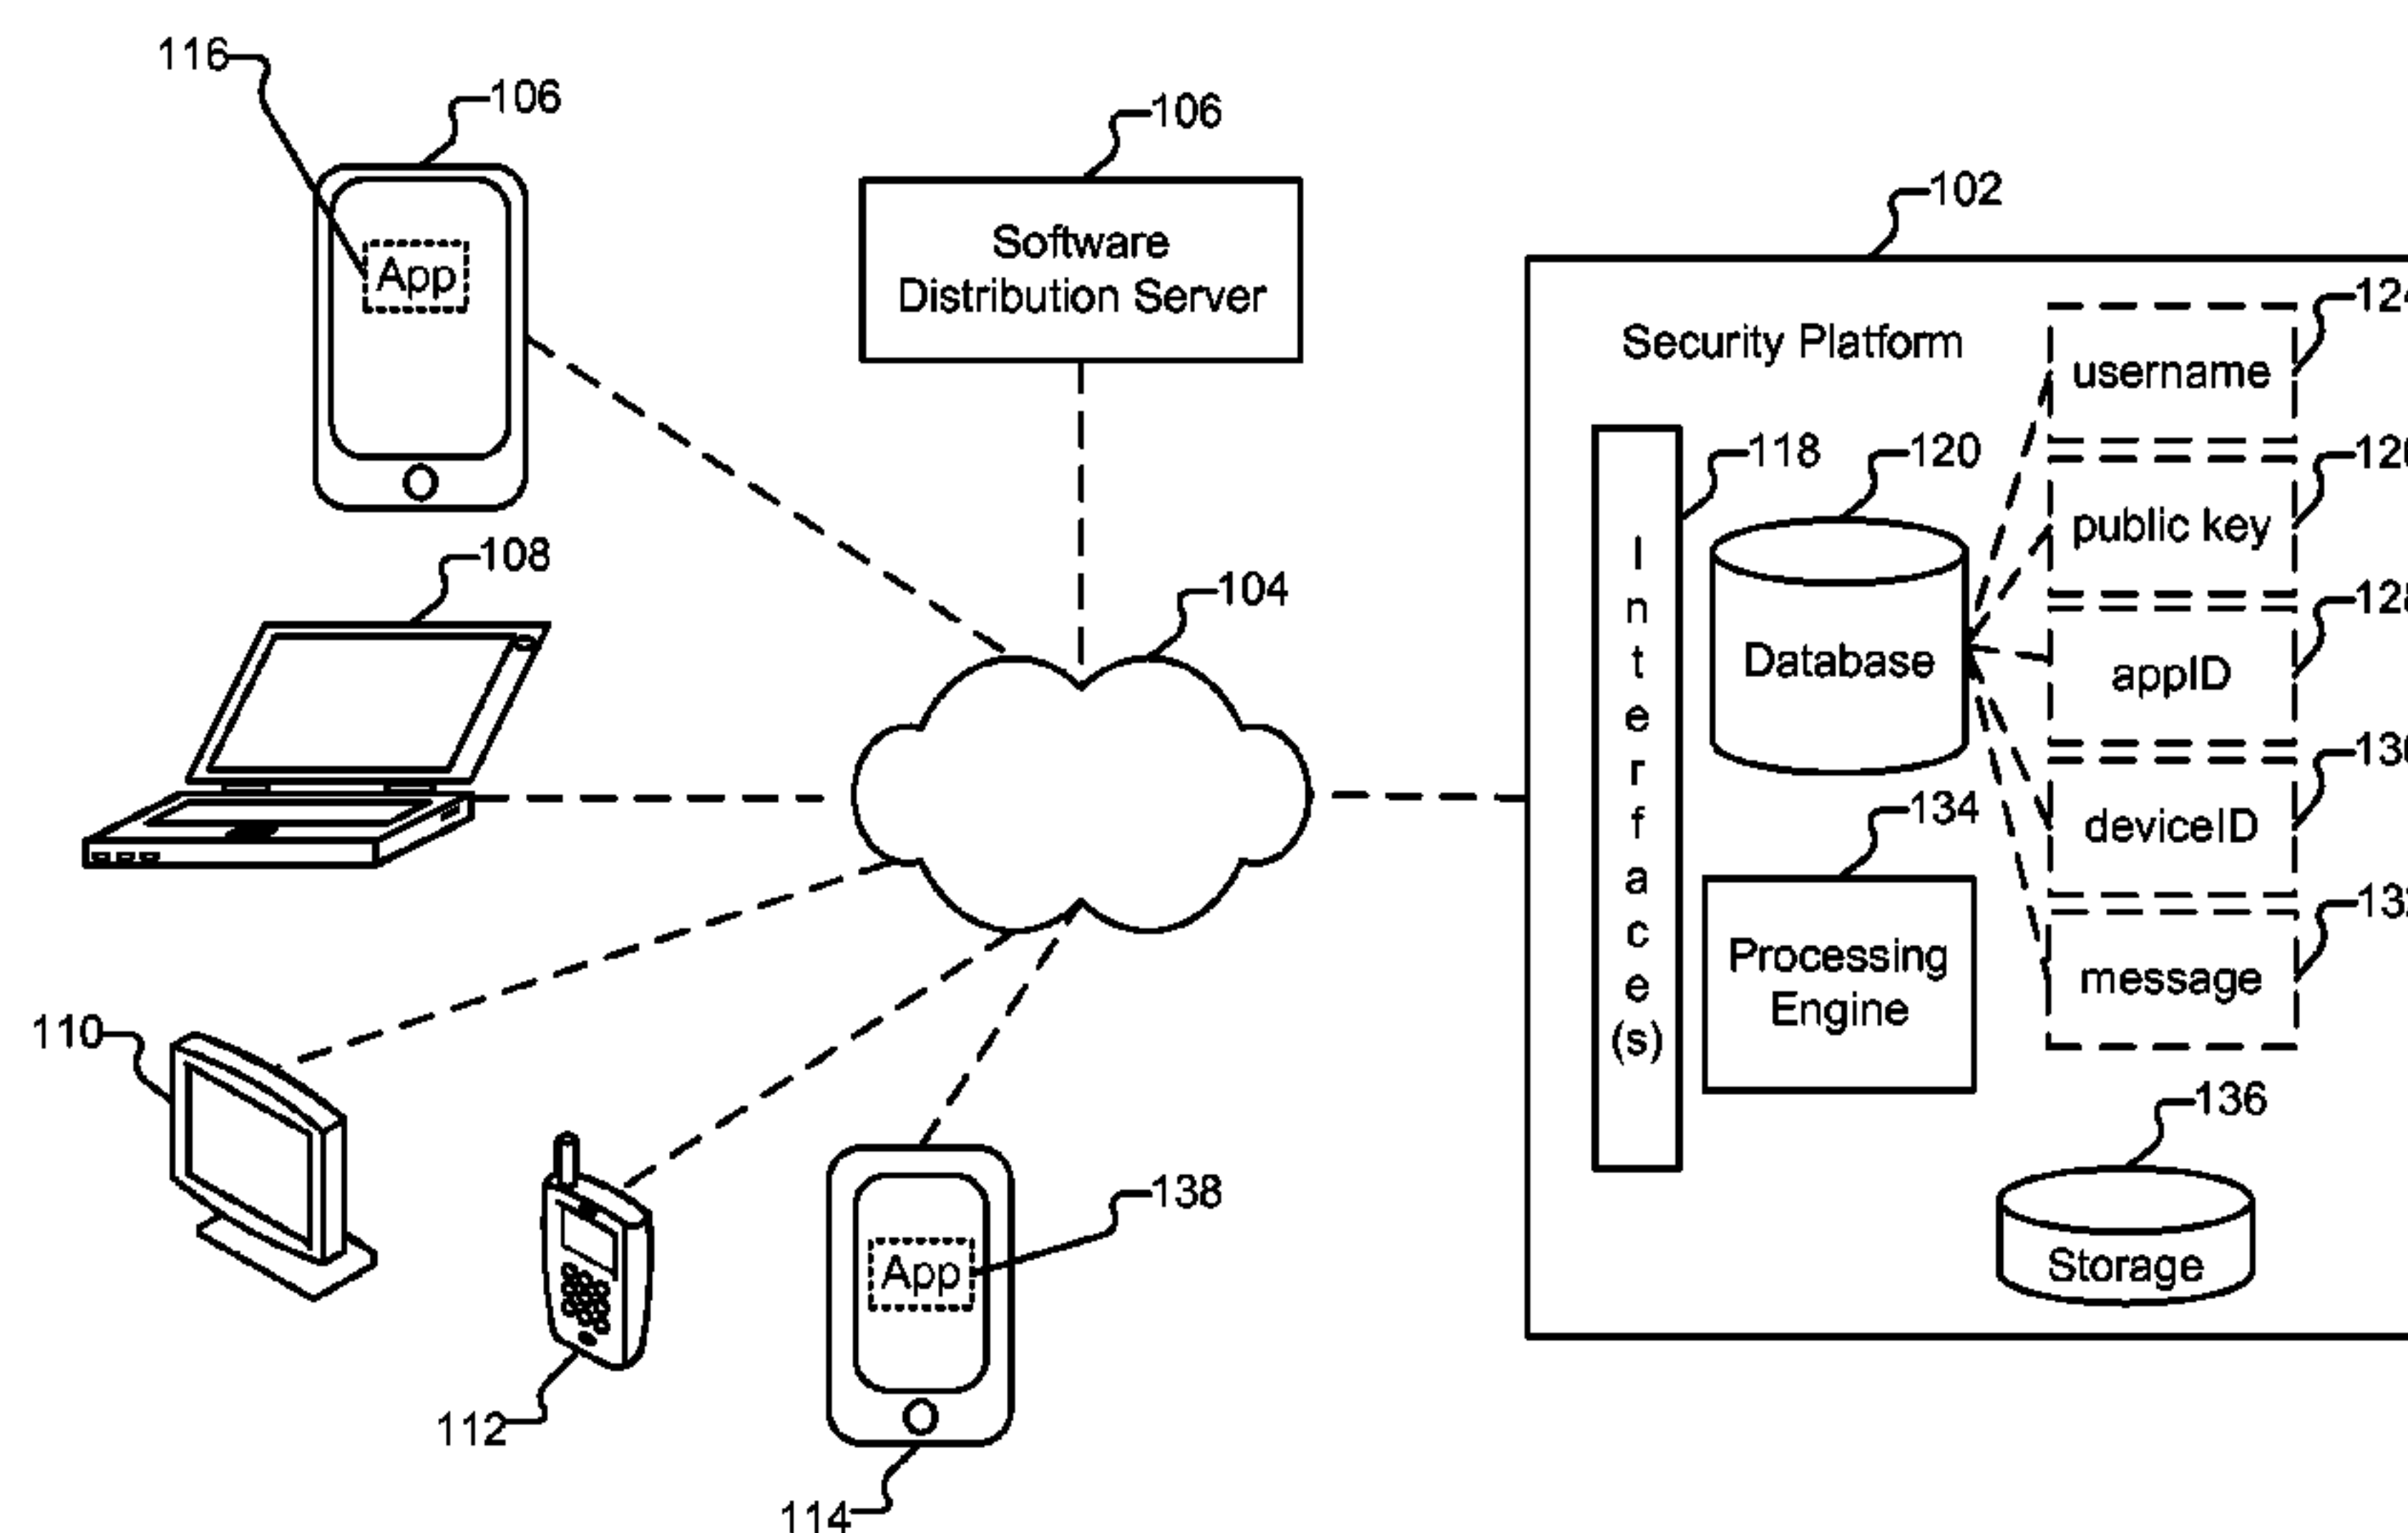 116
106
106
Software
Distribution Server
102
App
Security Platform
username
public key
appID
deviceID
message
108
118
120
Interface(s)
Database
104
134
Processing
Engine
110
136
Storage
138
App
112
114